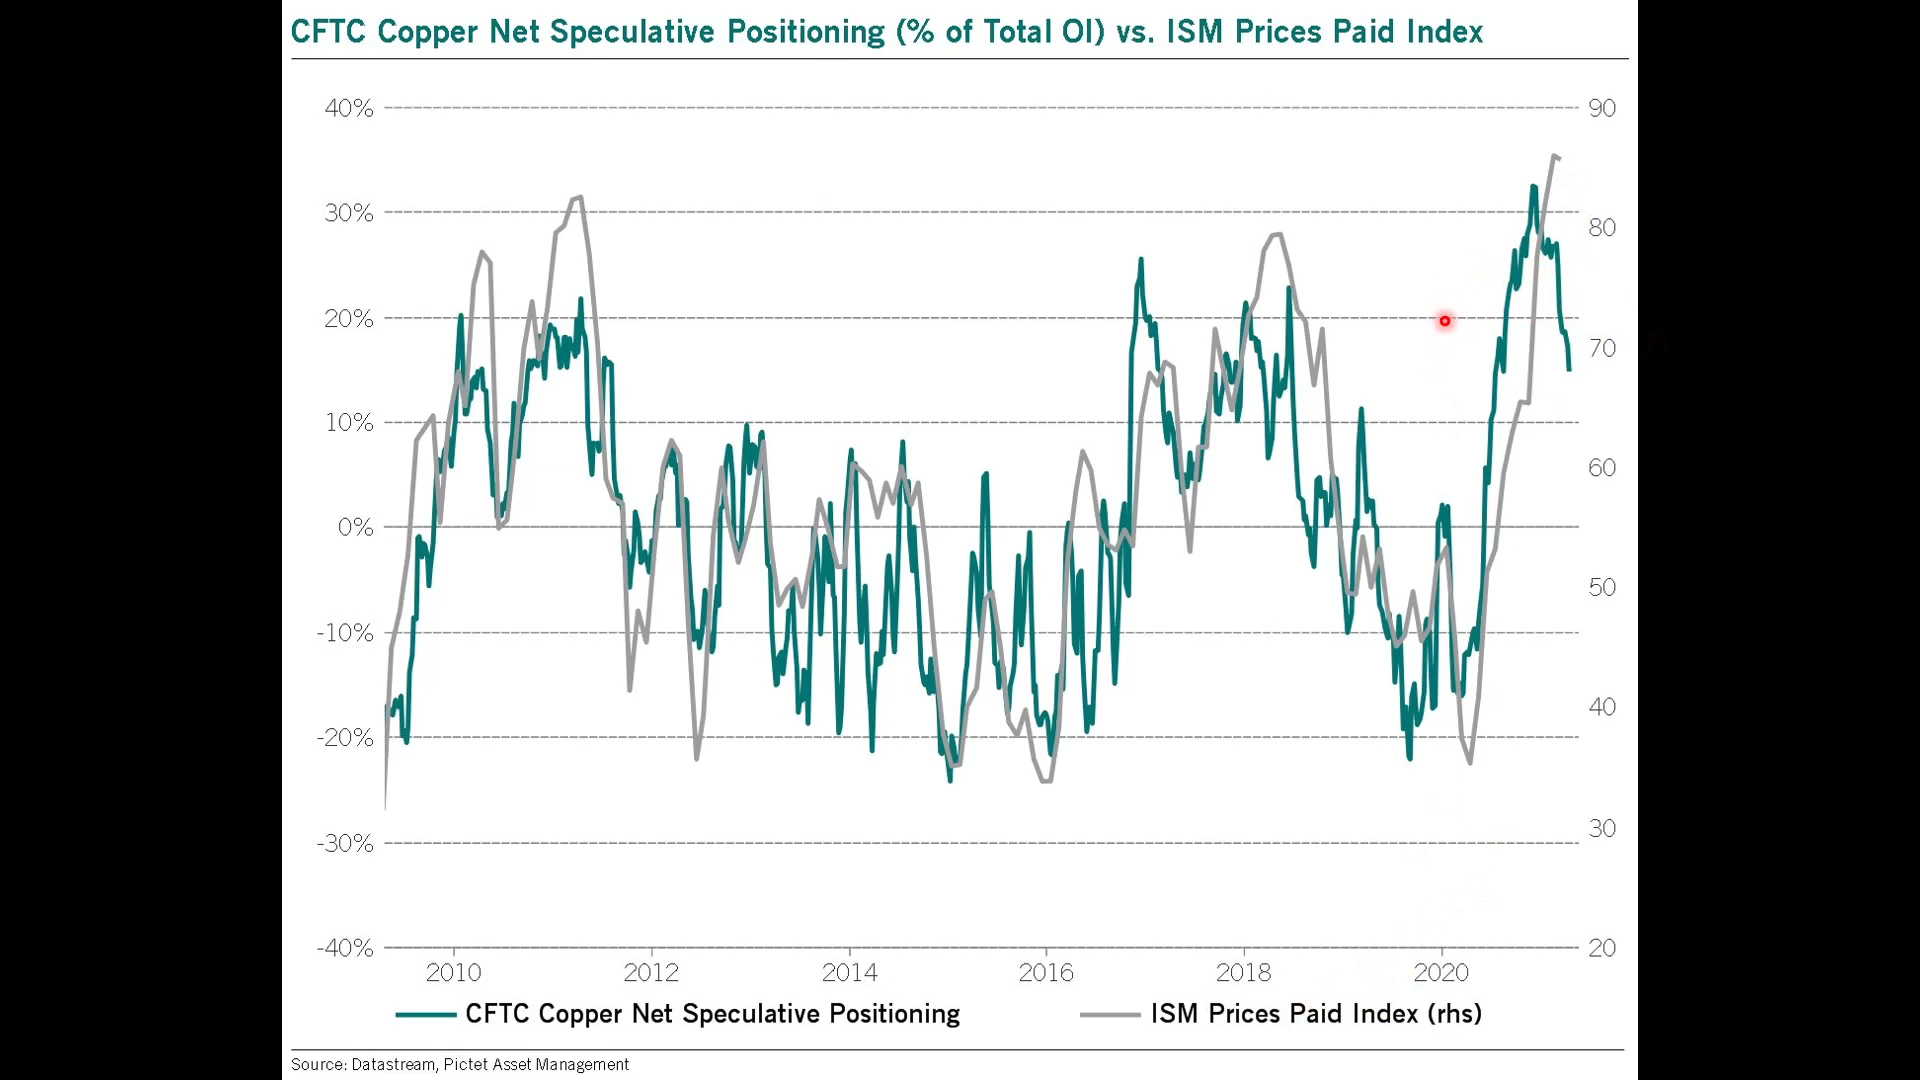 CFTC Copper Net Speculative Positioning (% of Total OI) vs. ISM Prices Paid Index
40% 90
30% 80
20% 70
10% 60
0% 50
-10% 40
-20% 30
-30% 20
-40%
2010 2012 2014 2016 2018 2020
CFTC Copper Net Speculative Positioning ISM Prices Paid Index (rhs)
Source: Datastream, Pictet Asset Management